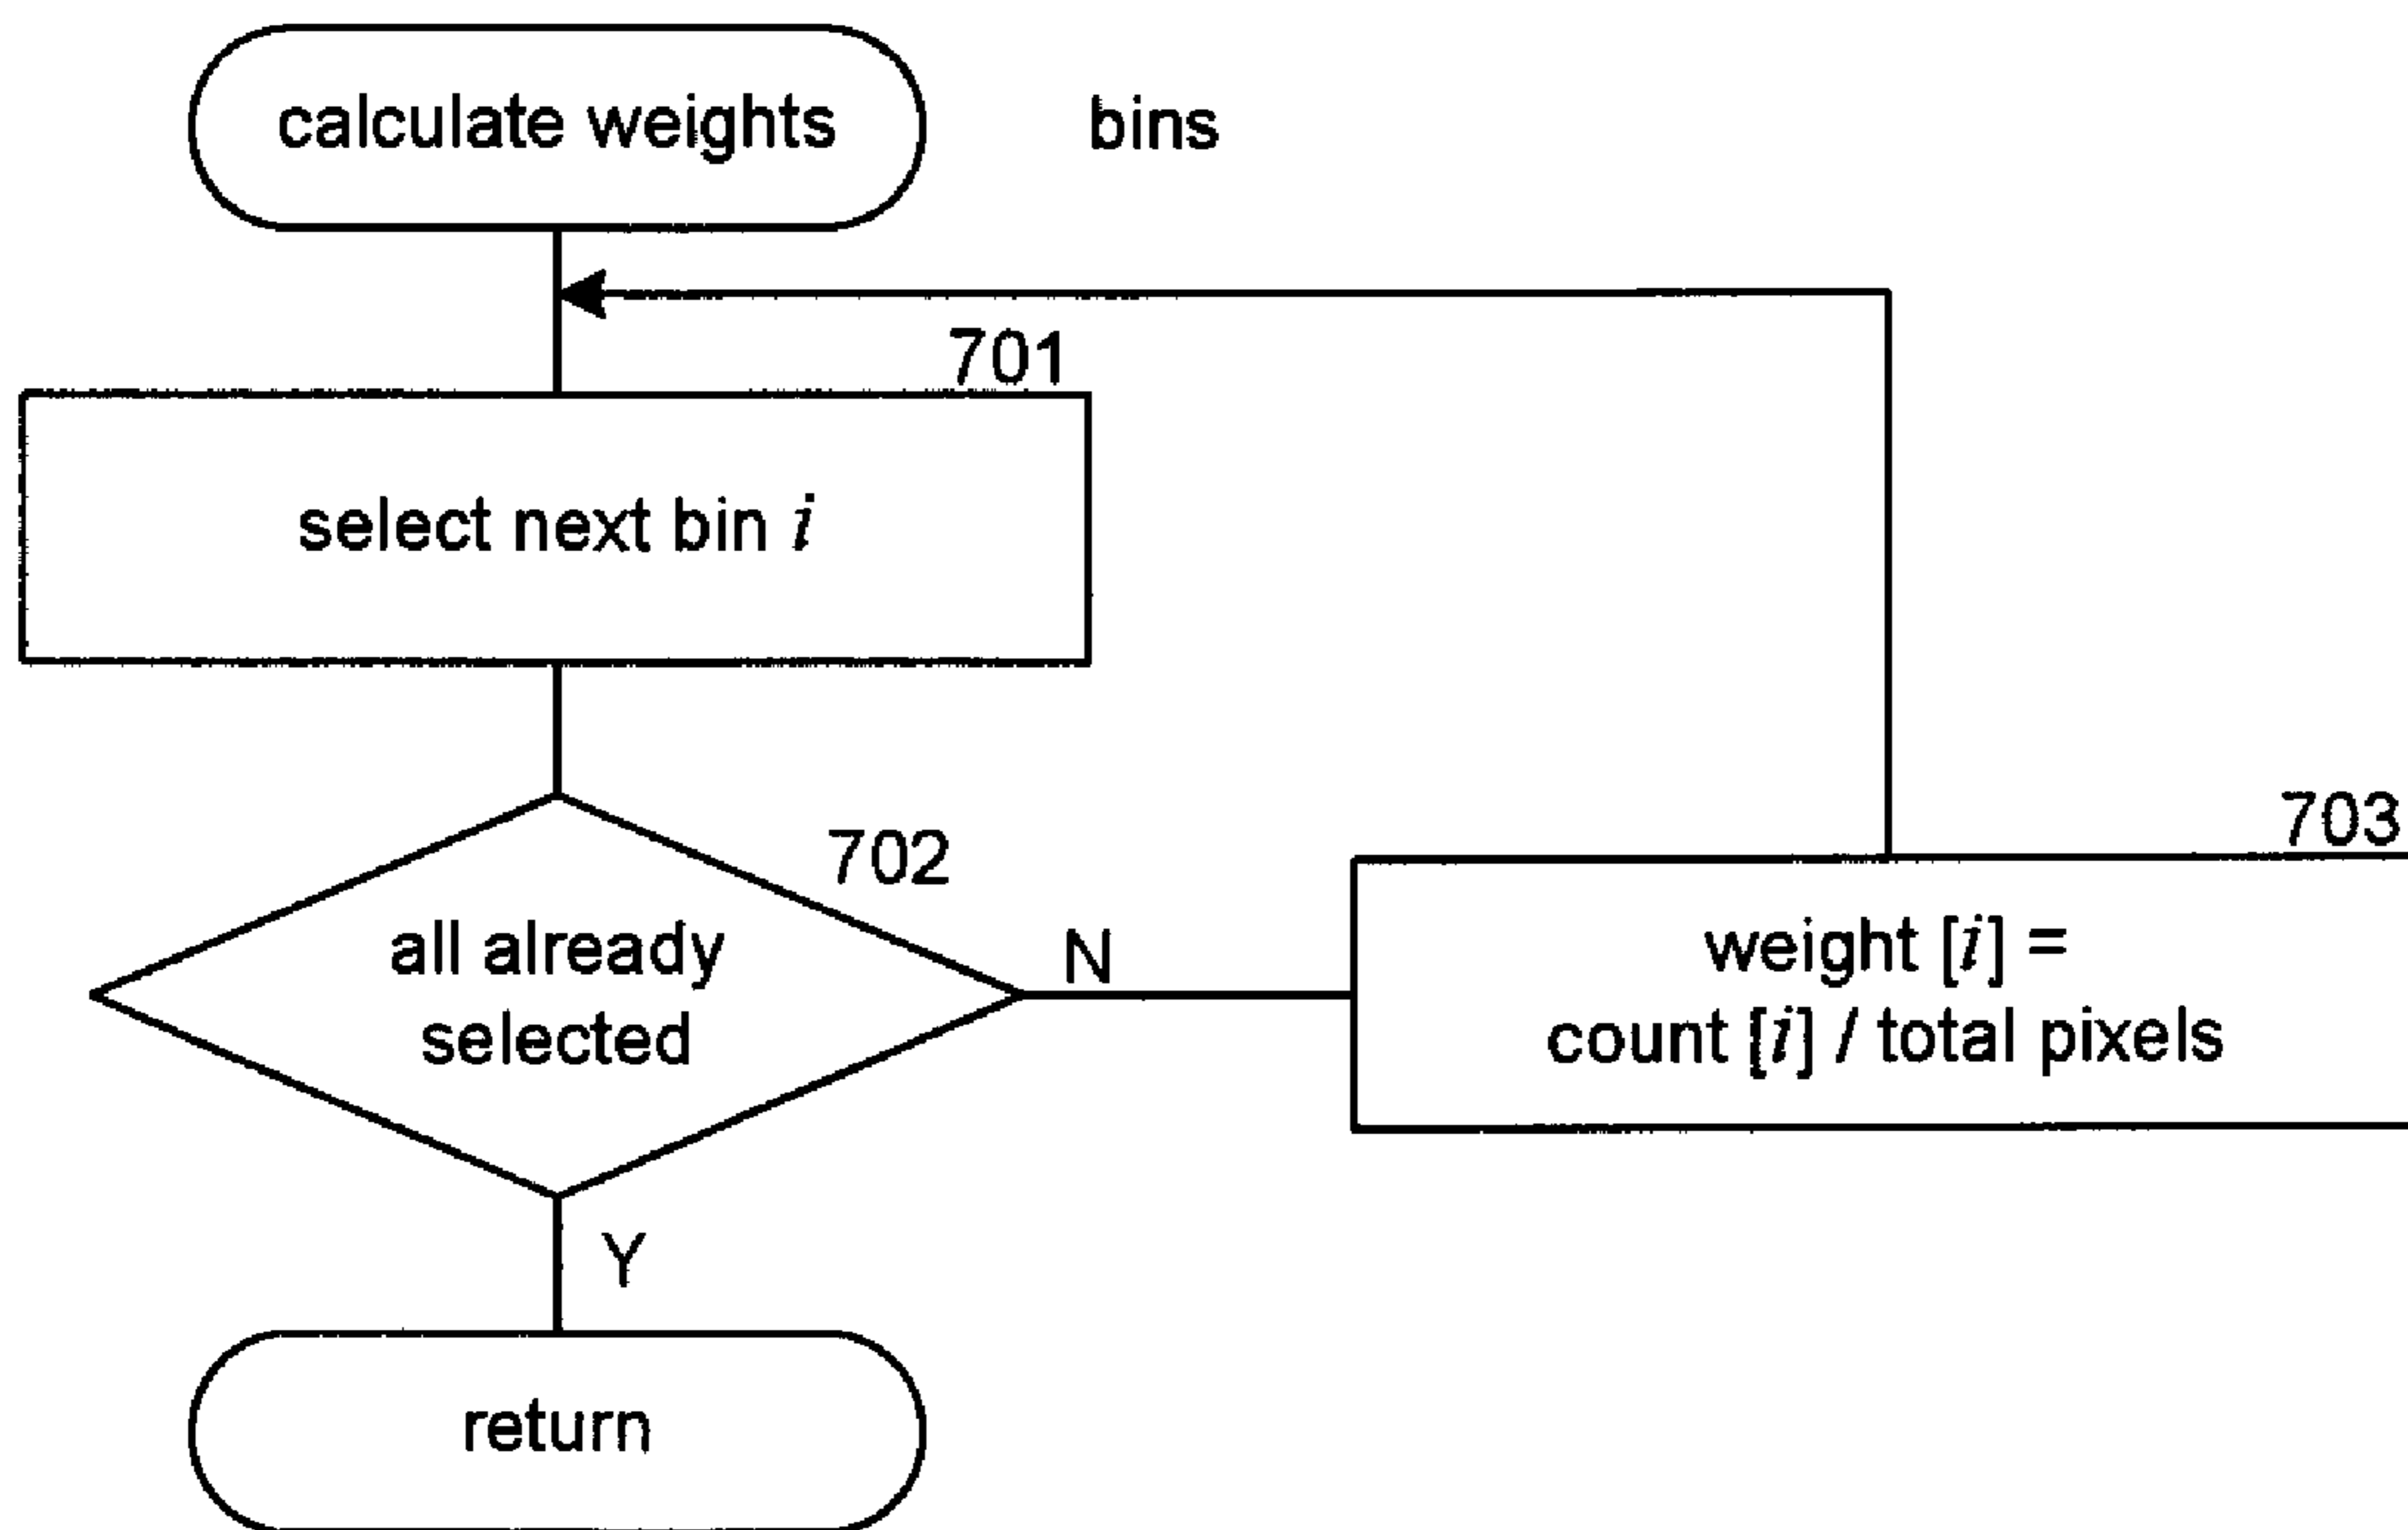 calculate weights
bins
701
select next bin i
702
all already
selected
N
703
weight [i] =
count [i] / total pixels
Y
return